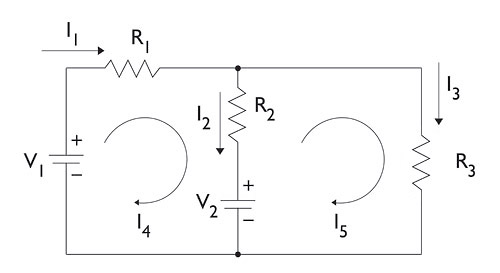 I₁
R₁
I₃
I₂
R₂
+
V₁
–
R₃
+
V₂
–
I₄
I₅